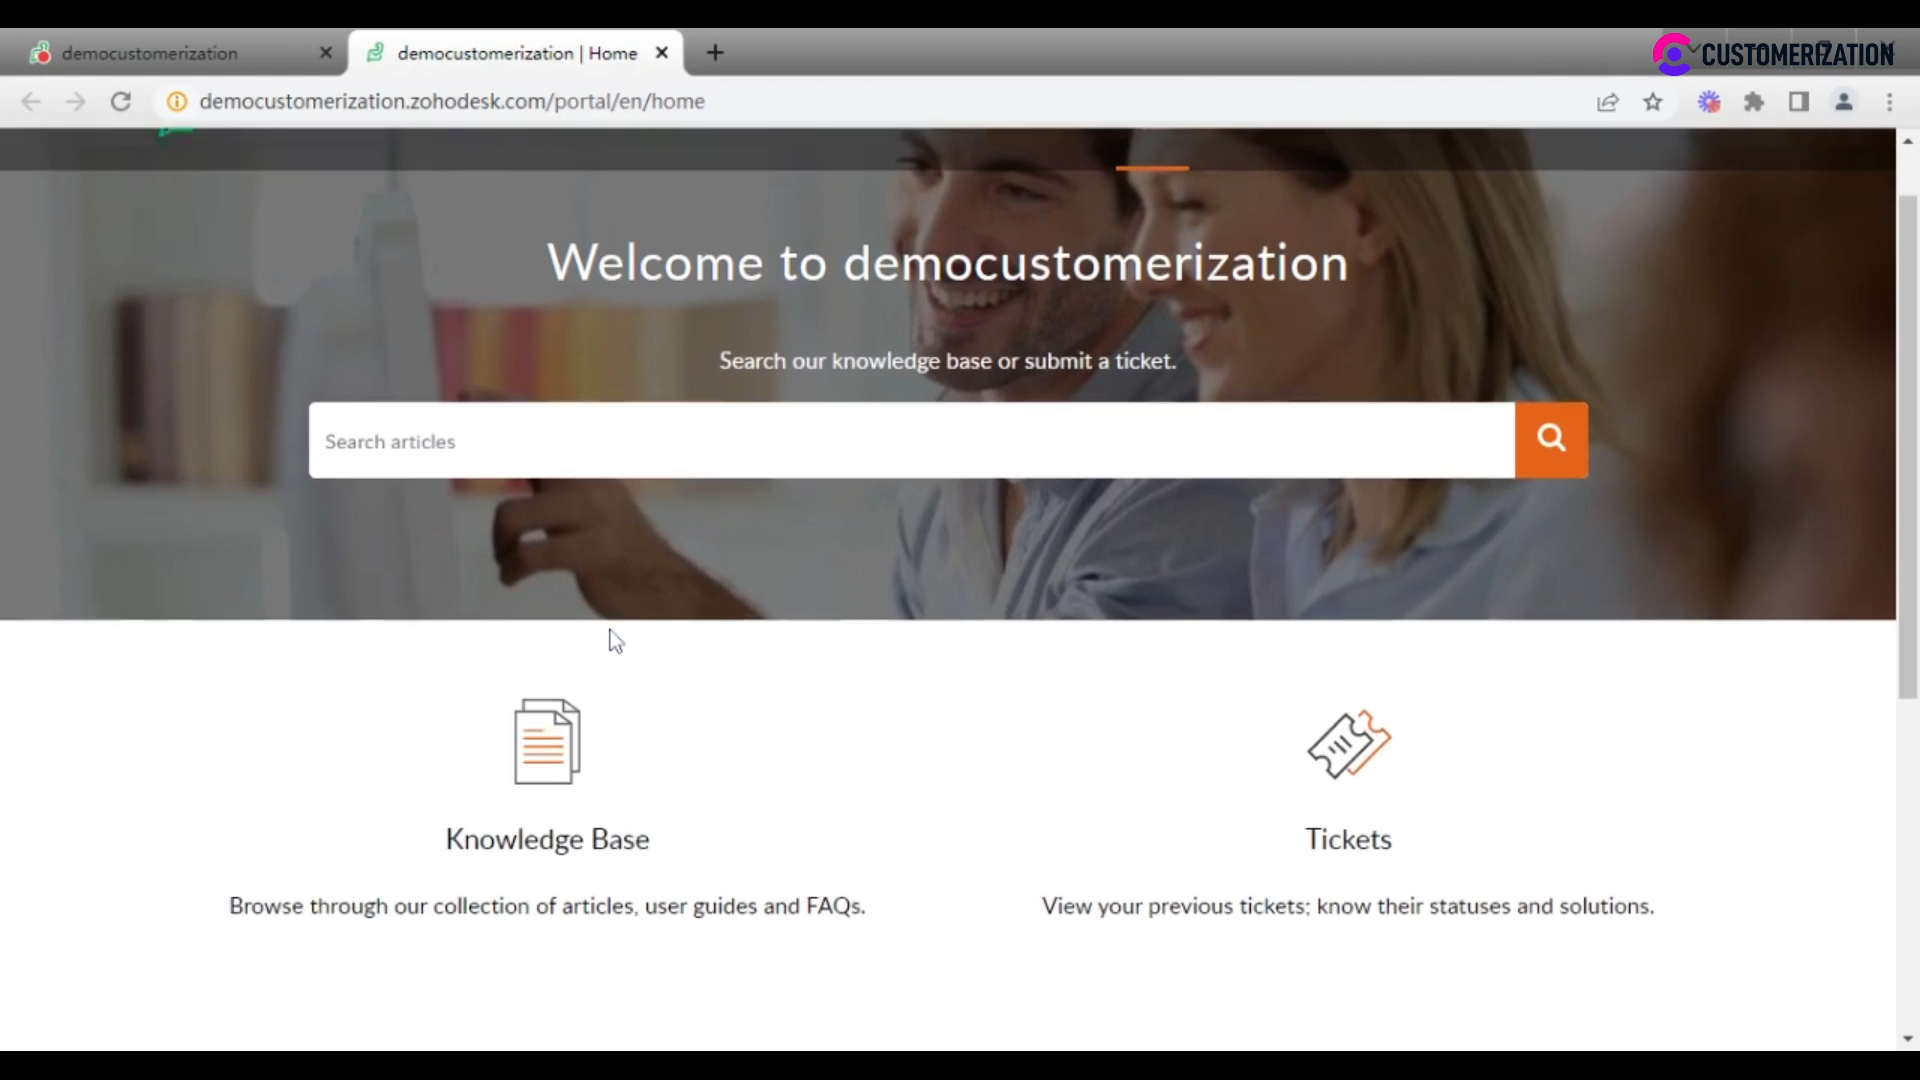 democustomerization
democustomerization | Home
CUSTOMERIZATION
democustomerization.zohodesk.com/portal/en/home
Welcome to democustomerization
Search our knowledge base or submit a ticket.
Search articles
Knowledge Base
Tickets
Browse through our collection of articles, user guides and FAQs.
View your previous tickets; know their statuses and solutions.